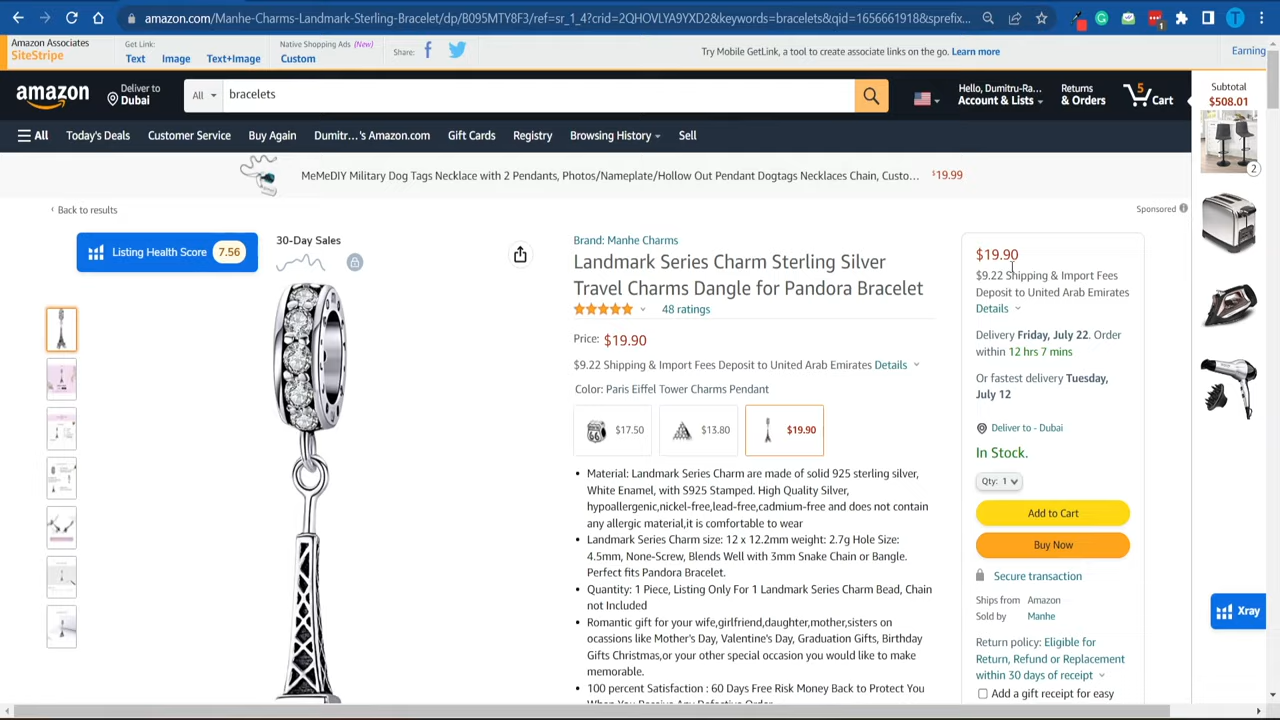 amazon.com/Manhe-Charms-Landmark-Sterling-Bracelet/dp/B095MTY8F3/ref=sr_1_4?crid=2QHOVLYA9YXD2&keywords=bracelets&qid=1656661918&sprefix...
1
T
Amazon Associates
SiteStripe
Get Link:
Text
Image
Text+Image
Native Shopping Ads (New)
Custom
Share:
Try Mobile GetLink, a tool to create associate links on the go. Learn more
Earning
amazon
Deliver to
Dubai
All
bracelets
Hello, Dumitru-Ra...
Account & Lists
Returns
& Orders
5
Cart
Subtotal
$508.01
2
All
Today's Deals
Customer Service
Buy Again
Dumitr...'s Amazon.com
Gift Cards
Registry
Browsing History
Sell
MeMeDIY Military Dog Tags Necklace with 2 Pendants, Photos/Nameplate/Hollow Out Pendant Dogtags Necklaces Chain, Custo... $19.99
‹ Back to results
Sponsored
Listing Health Score 7.56
30-Day Sales
Brand: Manhe Charms
Landmark Series Charm Sterling Silver
Travel Charms Dangle for Pandora Bracelet
48 ratings
Price: $19.90
$9.22 Shipping & Import Fees Deposit to United Arab Emirates Details
Color: Paris Eiffel Tower Charms Pendant
66
$17.50
$13.80
$19.90
• Material: Landmark Series Charm are made of solid 925 sterling silver,
White Enamel, with S925 Stamped. High Quality Silver,
hypoallergenic,nickel-free,lead-free,cadmium-free and does not contain
any allergic material,it is comfortable to wear
• Landmark Series Charm size: 12 x 12.2mm weight: 2.7g Hole Size:
4.5mm, None-Screw, Blends Well with 3mm Snake Chain or Bangle.
Perfect fits Pandora Bracelet.
• Quantity: 1 Piece, Listing Only For 1 Landmark Series Charm Bead, Chain
not Included
• Romantic gift for your wife,girlfriend,daughter,mother,sisters on
ocassions like Mother's Day, Valentine's Day, Graduation Gifts, Birthday
Gifts Christmas,or your other special occasion you would like to make
memorable.
• 100 percent Satisfaction : 60 Days Free Risk Money Back to Protect You
When You Receive Any Defective Order
$19.90
$9.22 Shipping & Import Fees
Deposit to United Arab Emirates
Details
Delivery Friday, July 22. Order
within 12 hrs 7 mins
Or fastest delivery Tuesday,
July 12
Deliver to - Dubai
In Stock.
Qty: 1
Add to Cart
Buy Now
Secure transaction
Ships from Amazon
Sold by Manhe
Return policy: Eligible for
Return, Refund or Replacement
within 30 days of receipt
Add a gift receipt for easy
Xray